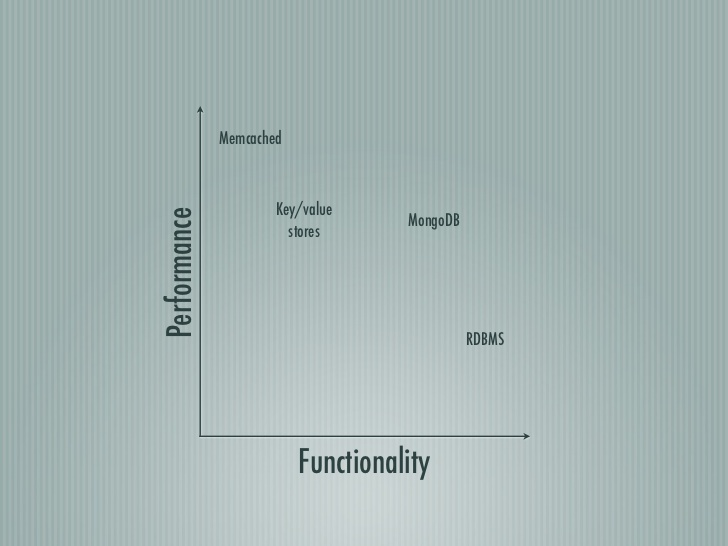 Memcached
Key/value
stores
MongoDB
RDBMS
Performance
Functionality